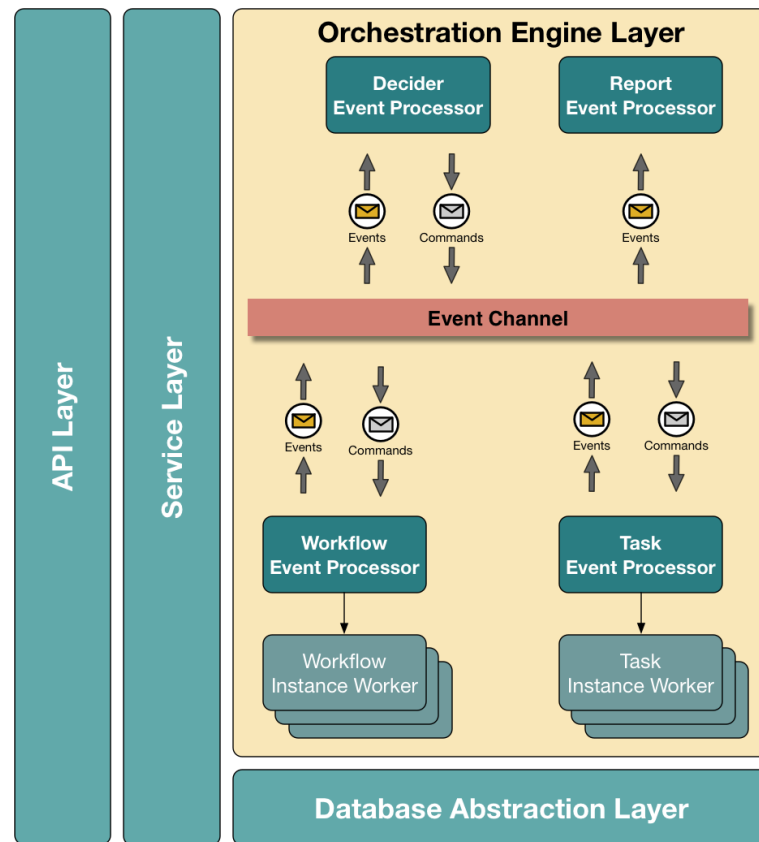 API Layer
Service Layer
Orchestration Engine Layer
Decider
Event Processor
Report
Event Processor
Events
Commands
Events
Event Channel
Events
Commands
Events
Commands
Workflow
Event Processor
Task
Event Processor
Workflow
Instance Worker
Task
Instance Worker
Database Abstraction Layer